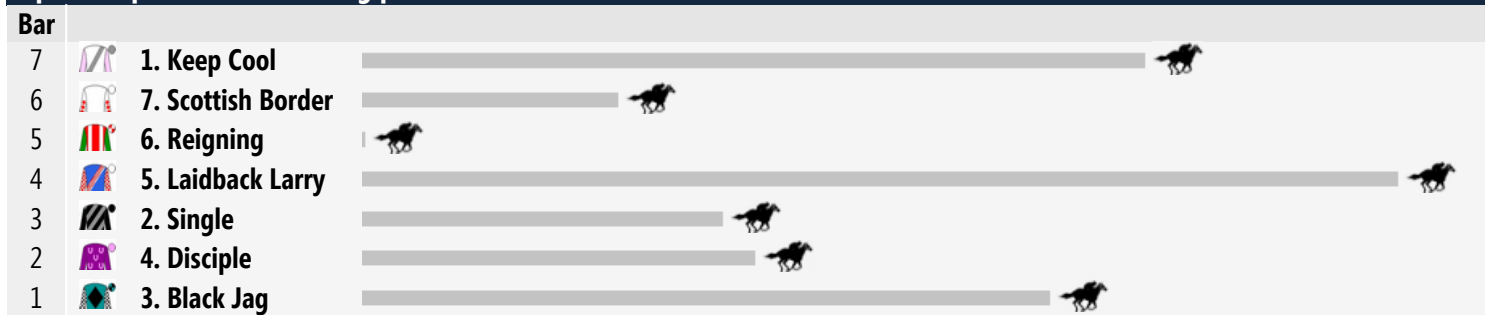 Bar
7 1. Keep Cool
6 7. Scottish Border
5 6. Reigning
4 5. Laidback Larry
3 2. Single
2 4. Disciple
1 3. Black Jag